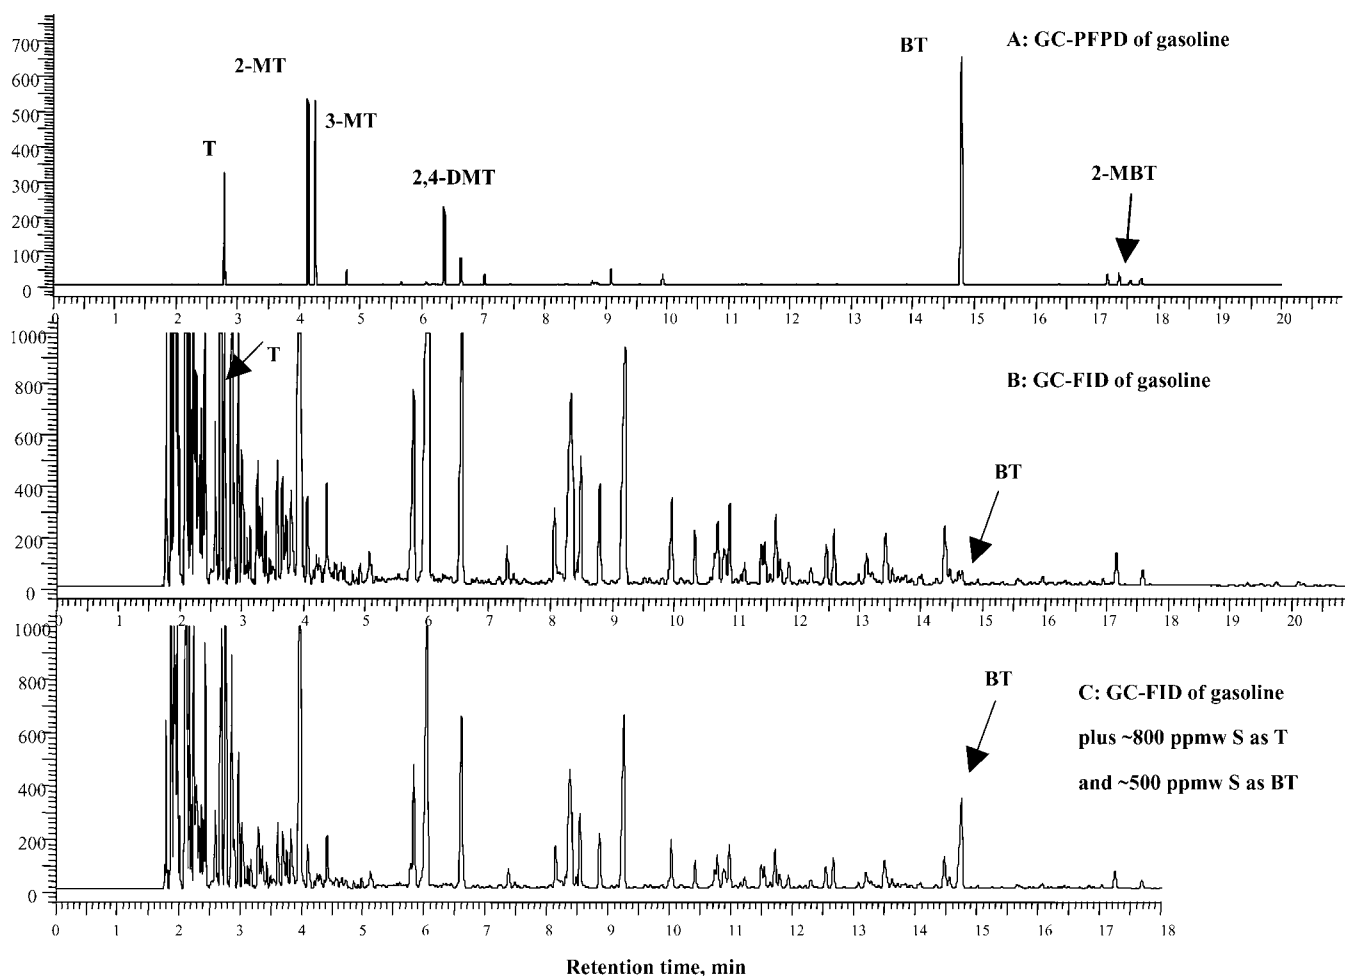 A: GC-PFPD of gasoline
BT
2-MT
3-MT
T
2,4-DMT
2-MBT
700
600
500
400
300
200
100
0
0 1 2 3 4 5 6 7 8 9 10 11 12 13 14 15 16 17 18 19 20
B: GC-FID of gasoline
T
BT
1000
800
600
400
200
0
0 1 2 3 4 5 6 7 8 9 10 11 12 13 14 15 16 17 18 19 20
C: GC-FID of gasoline
plus ~800 ppmw S as T
and ~500 ppmw S as BT
BT
1000
800
600
400
200
0
0 1 2 3 4 5 6 7 8 9 10 11 12 13 14 15 16 17 18
Retention time, min